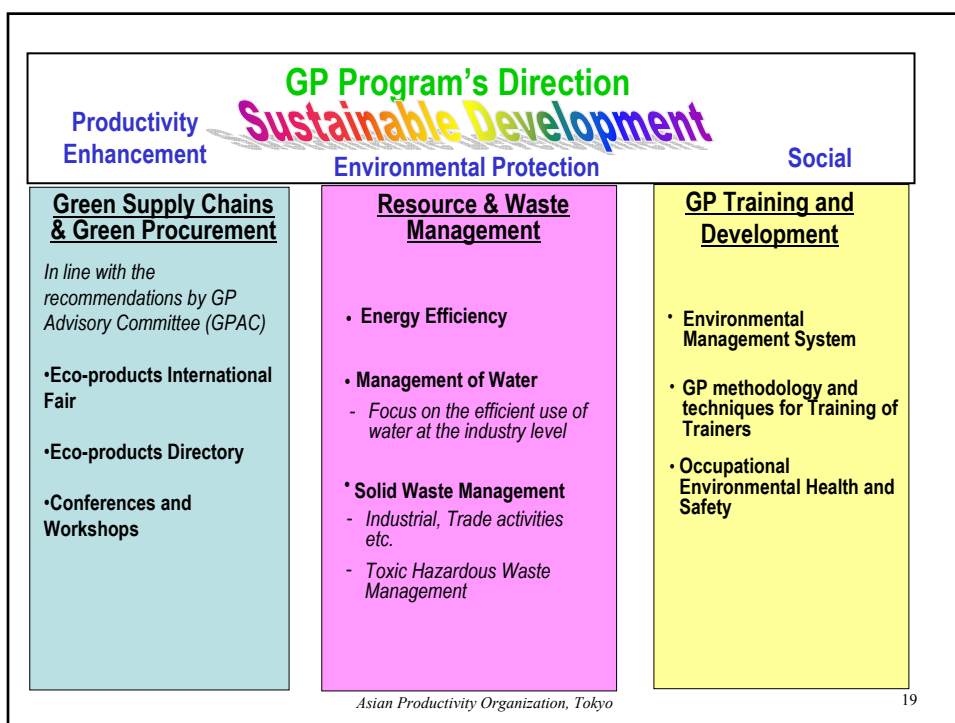 GP Program's Direction
Sustainable Development
Productivity
Enhancement
Environmental Protection
Social
Green Supply Chains
& Green Procurement
In line with the
recommendations by GP
Advisory Committee (GPAC)
•Eco-products International
Fair
•Eco-products Directory
•Conferences and
Workshops
Resource & Waste
Management
• Energy Efficiency
• Management of Water
- Focus on the efficient use of
water at the industry level
• Solid Waste Management
- Industrial, Trade activities
etc.
- Toxic Hazardous Waste
Management
GP Training and
Development
• Environmental
Management System
• GP methodology and
techniques for Training of
Trainers
• Occupational
Environmental Health and
Safety
Asian Productivity Organization, Tokyo
19